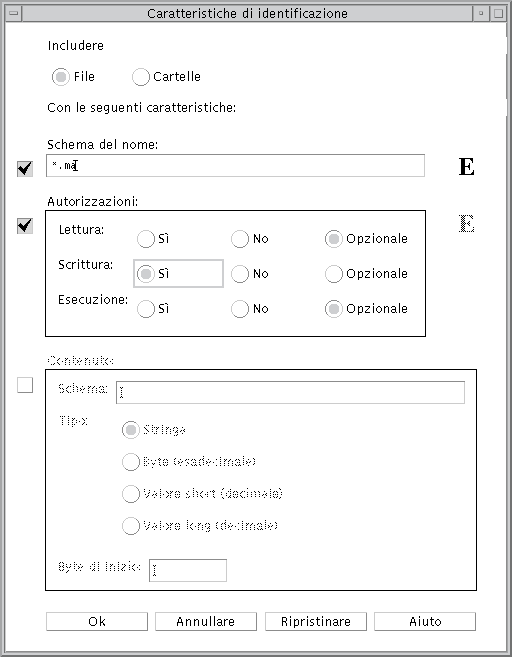 Caratteristiche di identificazione
Includere
File Cartelle
Con le seguenti caratteristiche:
Schema del nome:
*.ma
E
Autorizzazioni:
E
Lettura: Sì No Opzionale
Scrittura: Sì No Opzionale
Esecuzione: Sì No Opzionale
Contenuto:
Schema:
Tipo:
Stringa
Byte (esadecimale)
Valore short (decimale)
Valore long (decimale)
Byte di inizio:
Ok Annullare Ripristinare Aiuto